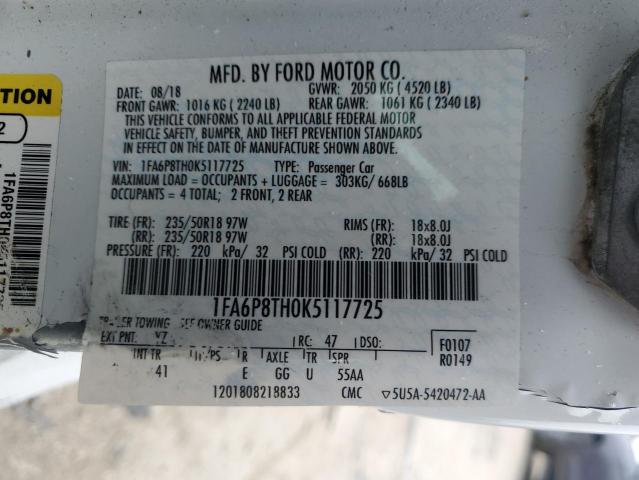 MFD. BY FORD MOTOR CO.
DATE: 08/18 GVWR: 2050 KG ( 4520 LB)
FRONT GAWR: 1016 KG ( 2240 LB) REAR GAWR: 1061 KG ( 2340 LB)
THIS VEHICLE CONFORMS TO ALL APPLICABLE FEDERAL MOTOR
VEHICLE SAFETY, BUMPER, AND THEFT PREVENTION STANDARDS
IN EFFECT ON THE DATE OF MANUFACTURE SHOWN ABOVE.
VIN: 1FA6P8TH0K5117725 TYPE: Passenger Car
MAXIMUM LOAD = OCCUPANTS + LUGGAGE = 303KG/ 668LB
OCCUPANTS = 4 TOTAL; 2 FRONT, 2 REAR
TIRE (FR): 235/50R18 97W RIMS (FR): 18x8.0J
(RR): 235/50R18 97W (RR): 18x8.0J
PRESSURE (FR): 220 kPa/ 32 PSI COLD (RR): 220 kPa/ 32 PSI COLD
1FA6P8TH0K5117725
TOWING OWNER GUIDE
EXT PNT: YZ RC: 47 DSO: F0107
INT TR R AXLE TR SPR R0149
41 E GG U 55AA
1201808218833 CMC ▽5U5A-5420472-AA
TION
2